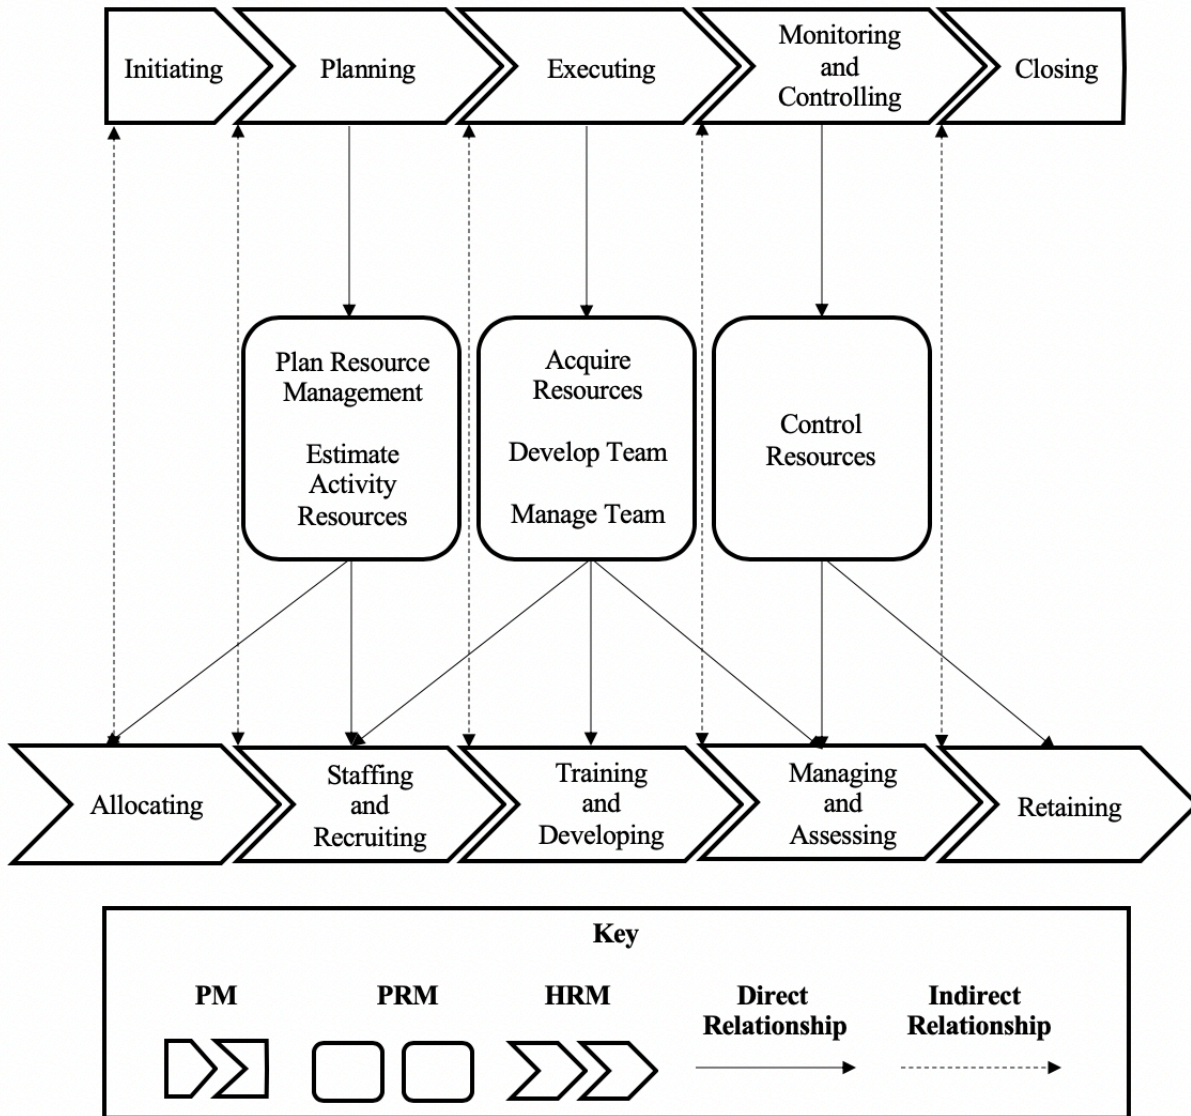 Initiating
Planning
Executing
Monitoring
and
Controlling
Closing
Plan Resource
Management
Estimate
Activity
Resources
Acquire
Resources
Develop Team
Manage Team
Control
Resources
Allocating
Staffing
and
Recruiting
Training
and
Developing
Managing
and
Assessing
Retaining
Key
PM
PRM
HRM
Direct
Relationship
Indirect
Relationship